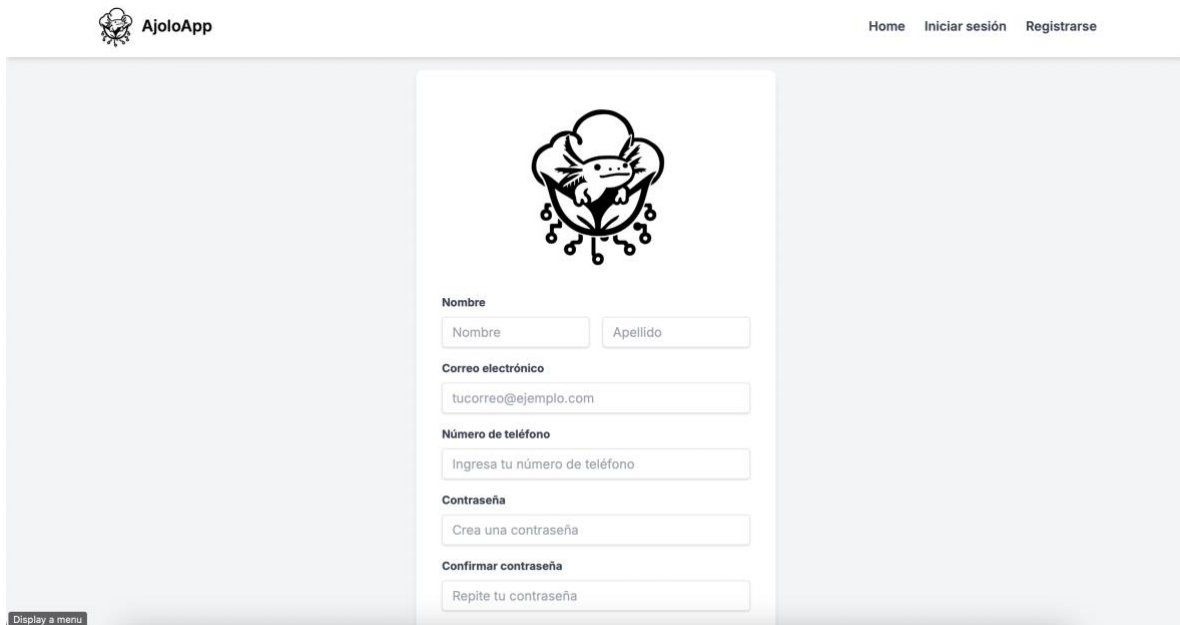 AjoloApp
Home Iniciar sesión Registrarse
Nombre
Nombre Apellido
Correo electrónico
tucorreo@ejemplo.com
Número de teléfono
Ingresa tu número de teléfono
Contraseña
Crea una contraseña
Confirmar contraseña
Repite tu contraseña
Display a menu